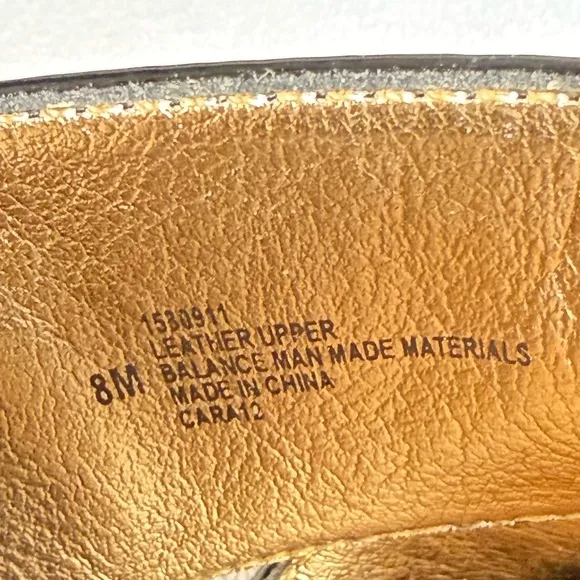 1530911
LEATHER UPPER
8M BALANCE MAN MADE MATERIALS
MADE IN CHINA
CARA12